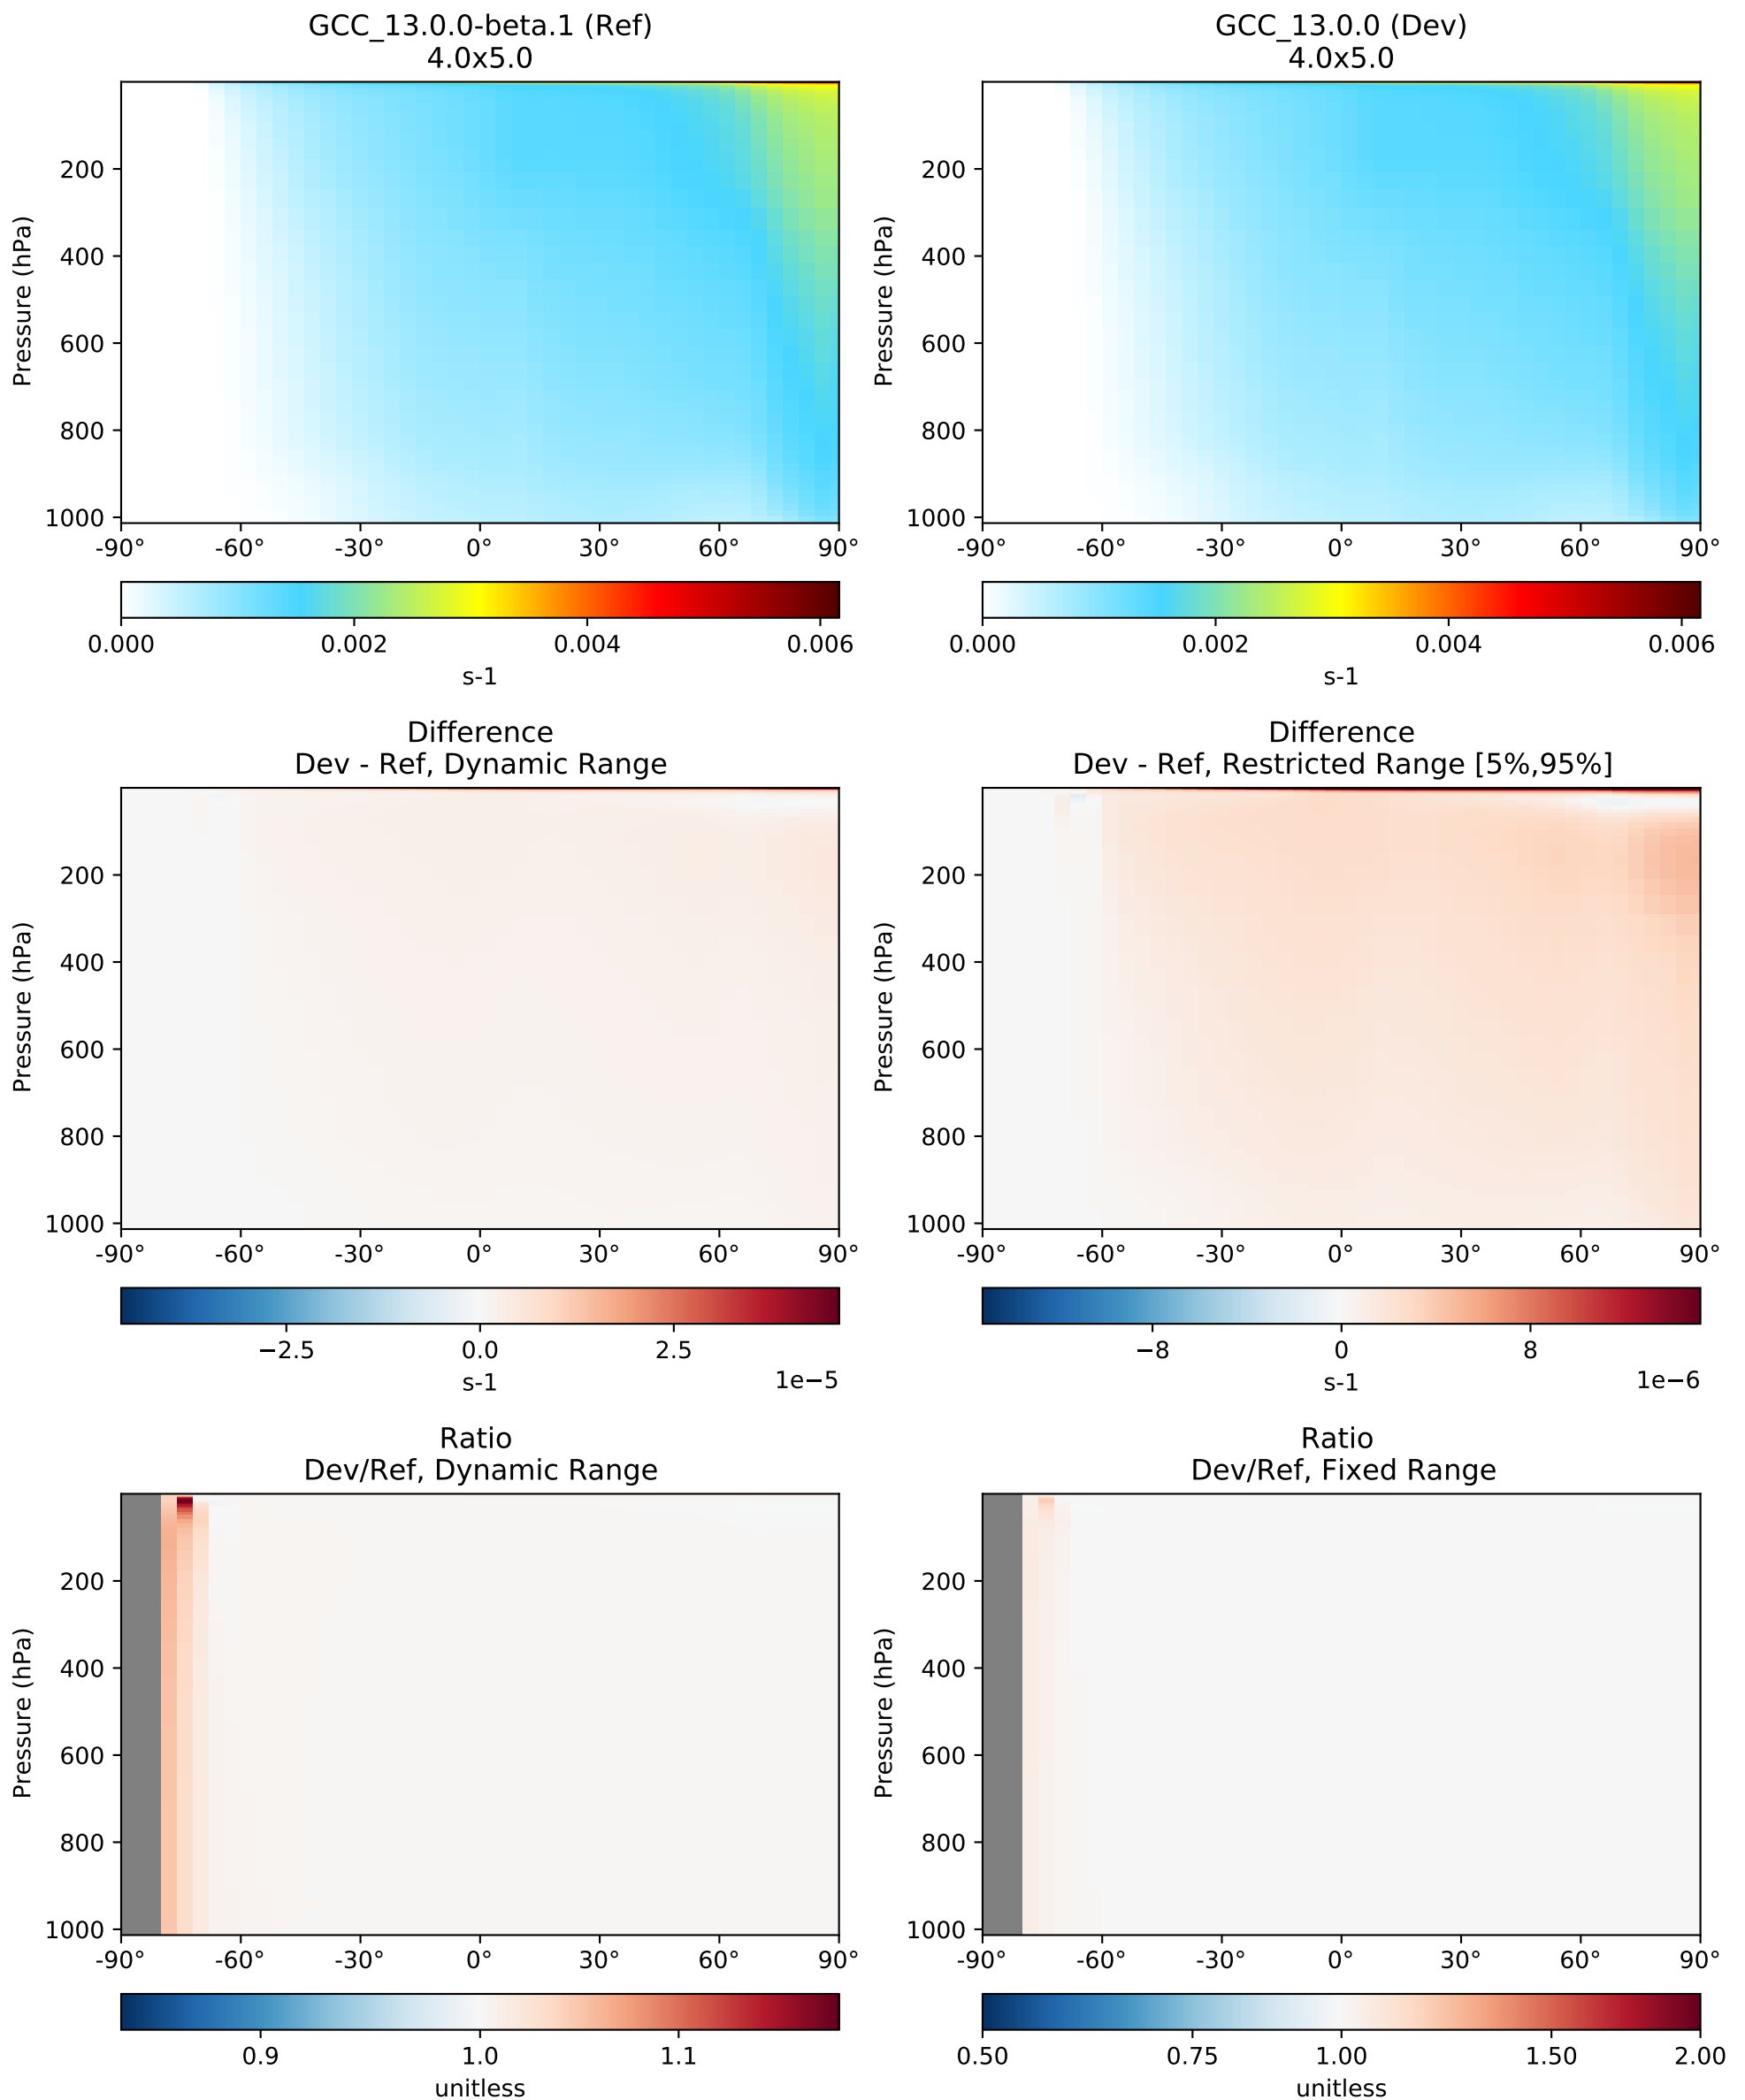 GCC_13.0.0-beta.1 (Ref)
4.0x5.0
GCC_13.0.0 (Dev)
4.0x5.0
Pressure (hPa)
200
400
600
800
1000
-90° -60° -30° 0° 30° 60° 90°
0.000 0.002 0.004 0.006
s-1
Pressure (hPa)
200
400
600
800
1000
-90° -60° -30° 0° 30° 60° 90°
0.000 0.002 0.004 0.006
s-1
Difference
Dev - Ref, Dynamic Range
Pressure (hPa)
200
400
600
800
1000
-90° -60° -30° 0° 30° 60° 90°
−2.5 0.0 2.5
s-1
1e−5
Difference
Dev - Ref, Restricted Range [5%,95%]
Pressure (hPa)
200
400
600
800
1000
-90° -60° -30° 0° 30° 60° 90°
−8 0 8
s-1
1e−6
Ratio
Dev/Ref, Dynamic Range
Pressure (hPa)
200
400
600
800
1000
-90° -60° -30° 0° 30° 60° 90°
0.9 1.0 1.1
unitless
Ratio
Dev/Ref, Fixed Range
Pressure (hPa)
200
400
600
800
1000
-90° -60° -30° 0° 30° 60° 90°
0.50 0.75 1.00 1.50 2.00
unitless